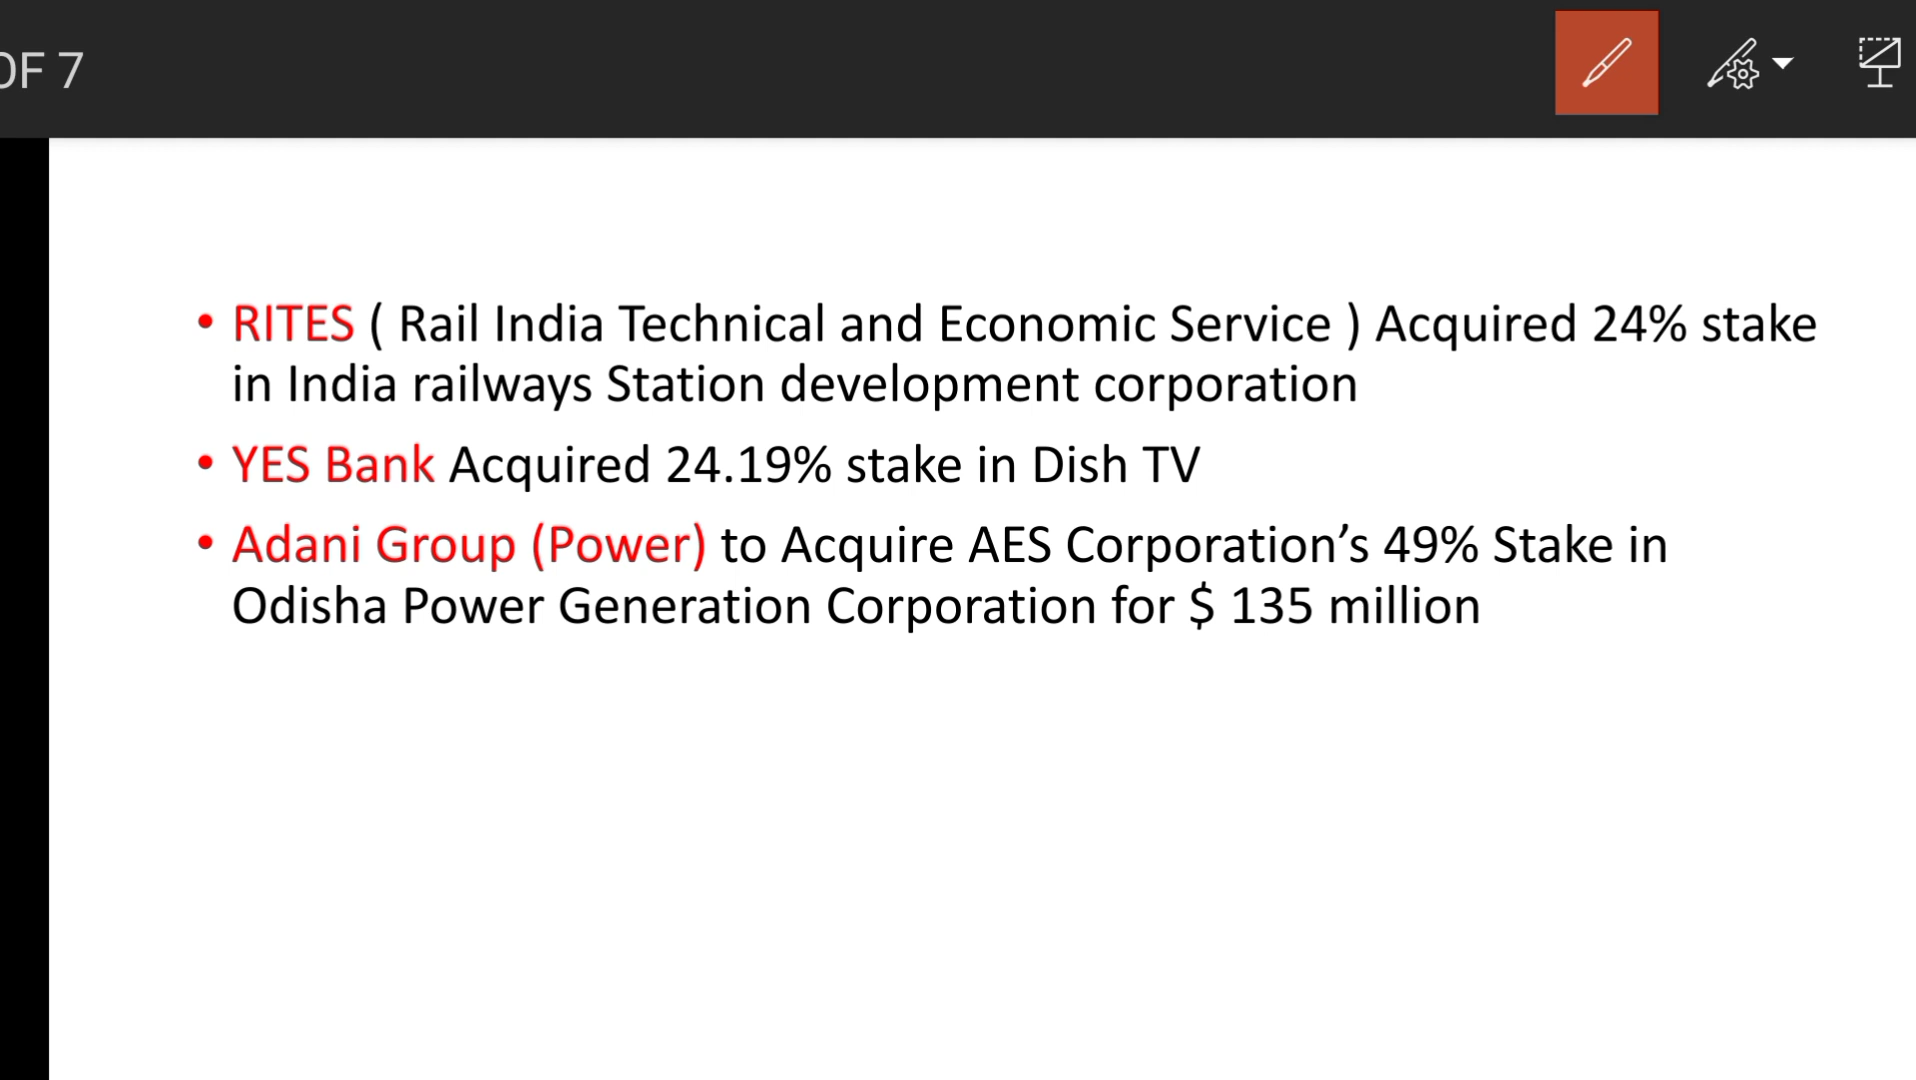 OF 7
• RITES ( Rail India Technical and Economic Service ) Acquired 24% stake
in India railways Station development corporation
• YES Bank Acquired 24.19% stake in Dish TV
• Adani Group (Power) to Acquire AES Corporation’s 49% Stake in
Odisha Power Generation Corporation for $ 135 million